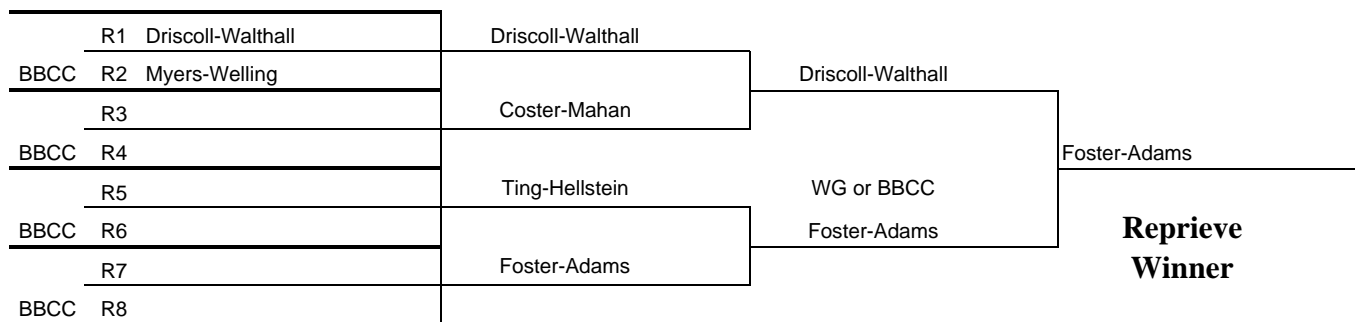 R1 Driscoll-Walthall Driscoll-Walthall
BBCC R2 Myers-Welling Driscoll-Walthall
R3 Coster-Mahan
BBCC R4 Foster-Adams
R5 Ting-Hellstein WG or BBCC
BBCC R6 Foster-Adams Reprieve
R7 Foster-Adams Winner
BBCC R8